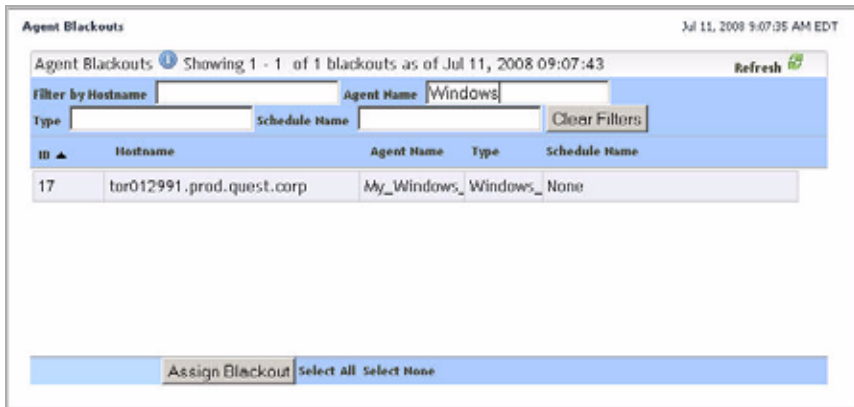 Agent Blackouts Jul 11, 2008 9:07:35 AM EDT
Agent Blackouts Showing 1 - 1 of 1 blackouts as of Jul 11, 2008 09:07:43 Refresh
Filter by Hostname Agent Name Windows
Type Schedule Name Clear Filters
ID Hostname Agent Name Type Schedule Name
17 tor012991.prod.quest.corp My_Windows_ Windows_ None
Assign Blackout Select All Select None